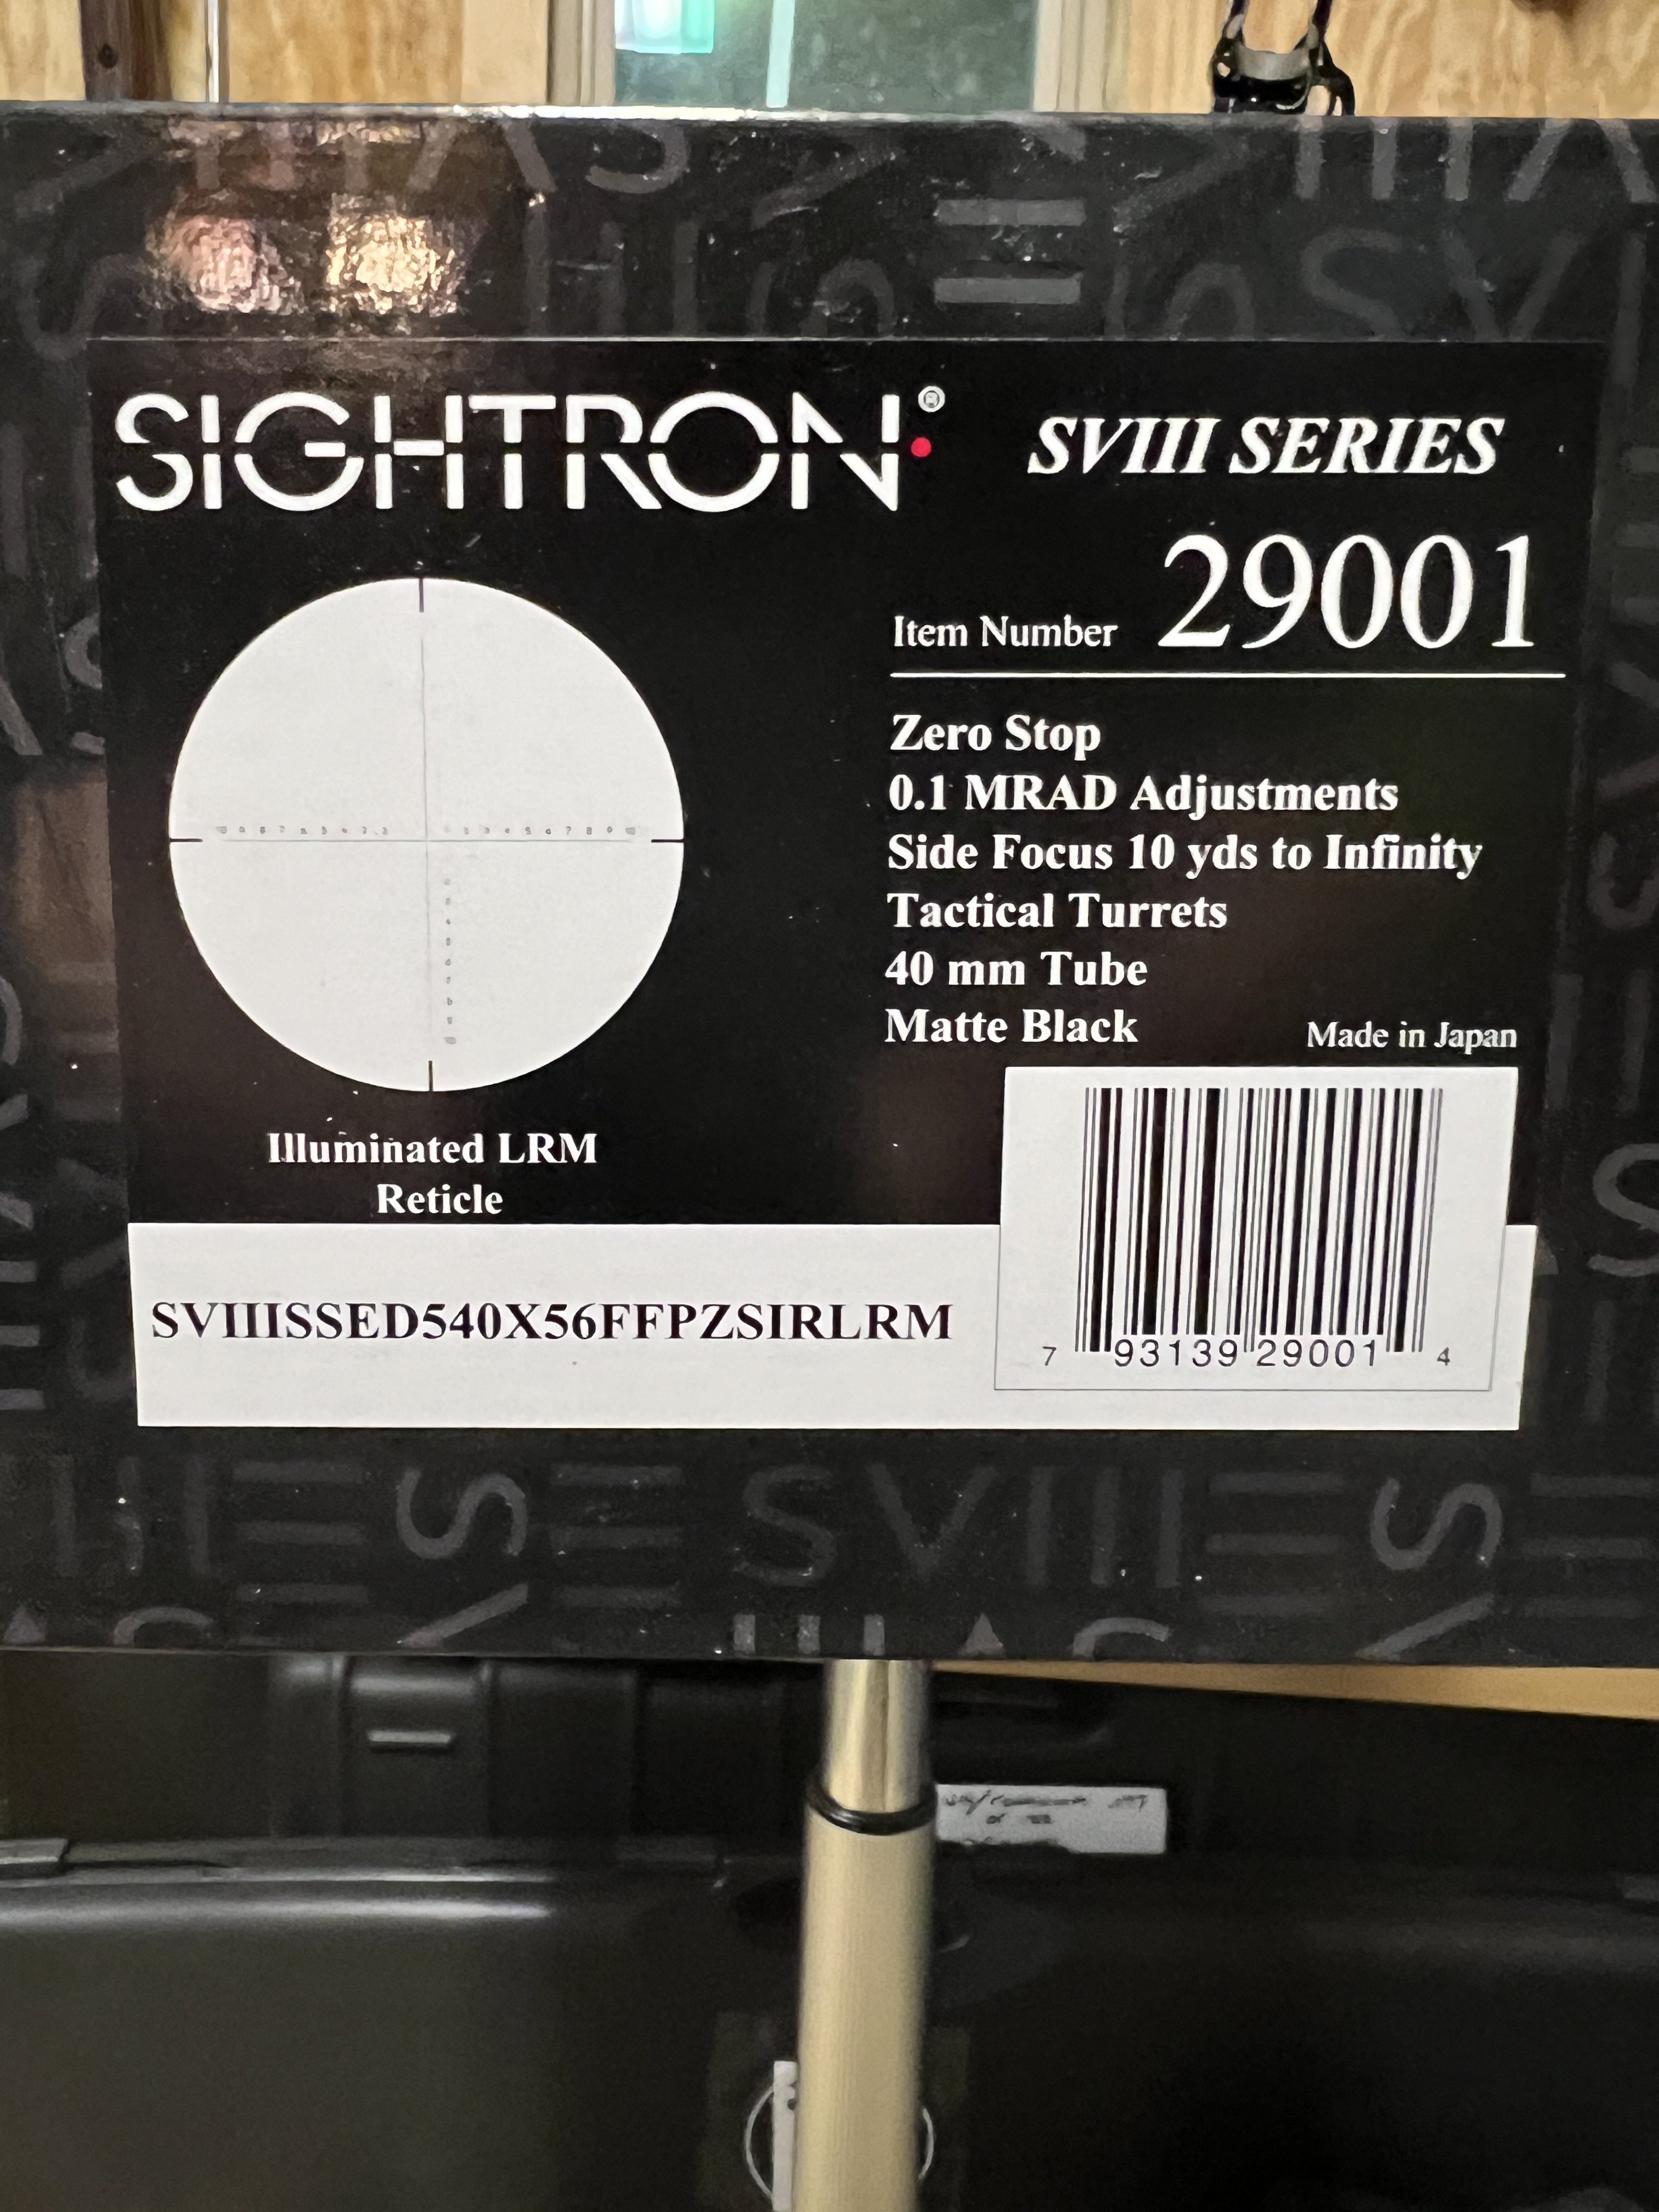 SIGHTRON®
SVIII SERIES
Item Number 29001
Zero Stop
0.1 MRAD Adjustments
Side Focus 10 yds to Infinity
Tactical Turrets
40 mm Tube
Matte Black
Made in Japan
Illuminated LRM
Reticle
SVIIISSED540X56FFPZSIRLRM
7 93139 29001 4
SVIII